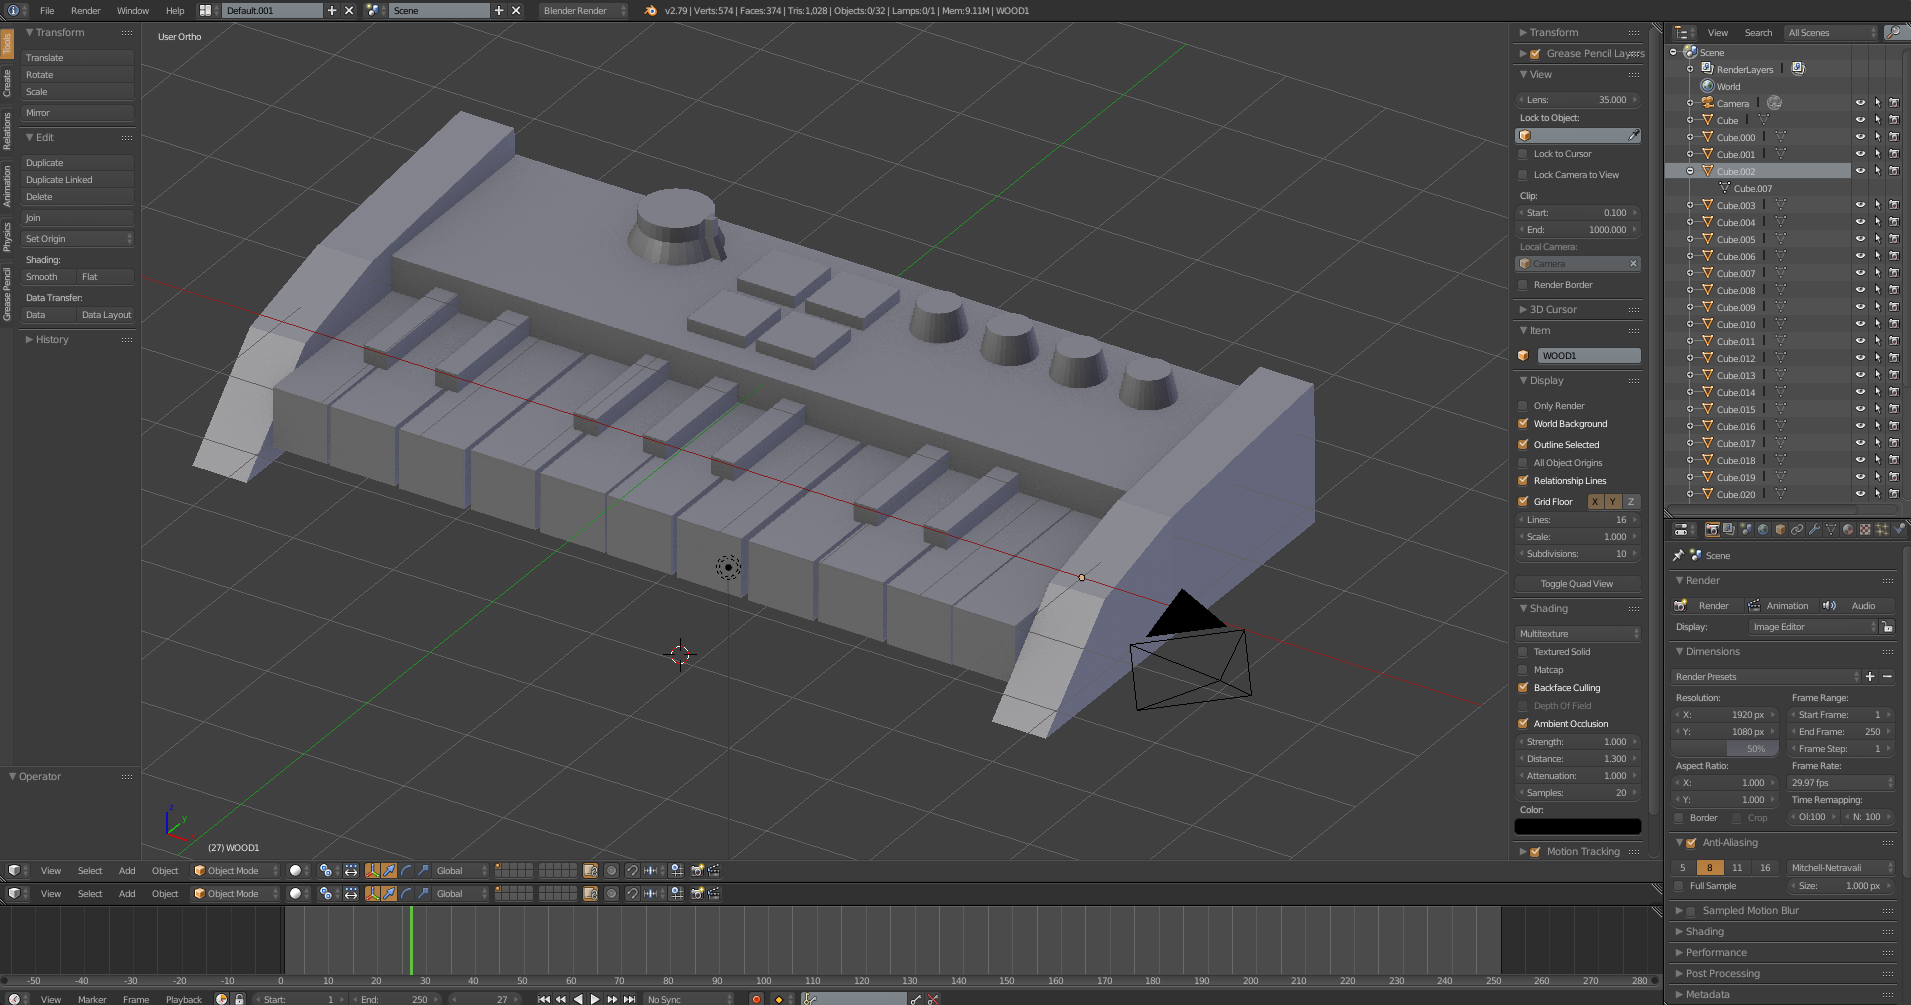 File Render Window Help Default.001 Scene Blender Render v2.79 | Verts:574 | Faces:374 | Tris:1,028 | Objects:0/32 | Lamps:0/1 | Mem:9.11M | WOOD1
Tools
Create
Relations
Animation
Physics
Grease Pencil
Transform
Translate
Rotate
Scale
Mirror
Edit
Duplicate
Duplicate Linked
Delete
Join
Set Origin
Shading:
Smooth Flat
Data Transfer:
Data Data Layout
History
Operator
User Ortho
z
y
(27) WOOD1
Transform
Grease Pencil Layers
View
Lens: 35.000
Lock to Object:
Lock to Cursor
Lock Camera to View
Clip:
Start: 0.100
End: 1000.000
Local Camera:
Camera
Render Border
3D Cursor
Item
WOOD1
Display
Only Render
World Background
Outline Selected
All Object Origins
Relationship Lines
Grid Floor X Y Z
Lines: 16
Scale: 1.000
Subdivisions: 10
Toggle Quad View
Shading
Multitexture
Textured Solid
Matcap
Backface Culling
Depth Of Field
Ambient Occlusion
Strength: 1.000
Distance: 1.300
Attenuation: 1.000
Samples: 20
Color:
Motion Tracking
View Search All Scenes
Scene
RenderLayers
World
Camera
Cube
Cube.000
Cube.001
Cube.002
Cube.007
Cube.003
Cube.004
Cube.005
Cube.006
Cube.007
Cube.008
Cube.009
Cube.010
Cube.011
Cube.012
Cube.013
Cube.014
Cube.015
Cube.016
Cube.017
Cube.018
Cube.019
Cube.020
Scene
Render
Render Animation Audio
Display: Image Editor
Dimensions
Render Presets
Resolution: Frame Range:
X: 1920 px Start Frame: 1
Y: 1080 px End Frame: 250
50% Frame Step: 1
Aspect Ratio: Frame Rate:
X: 1.000 29.97 fps
Y: 1.000 Time Remapping:
Border Crop Ol:100 N: 100
Anti-Aliasing
5 8 11 16 Mitchell-Netravali
Full Sample Size: 1.000 px
Sampled Motion Blur
Shading
Performance
Post Processing
Metadata
View Select Add Object Object Mode Global
View Select Add Object Object Mode Global
-50 -40 -30 -20 -10 0 10 20 30 40 50 60 70 80 90 100 110 120 130 140 150 160 170 180 190 200 210 220 230 240 250 260 270 280
View Marker Frame Playback Start: 1 End: 250 27 No Sync